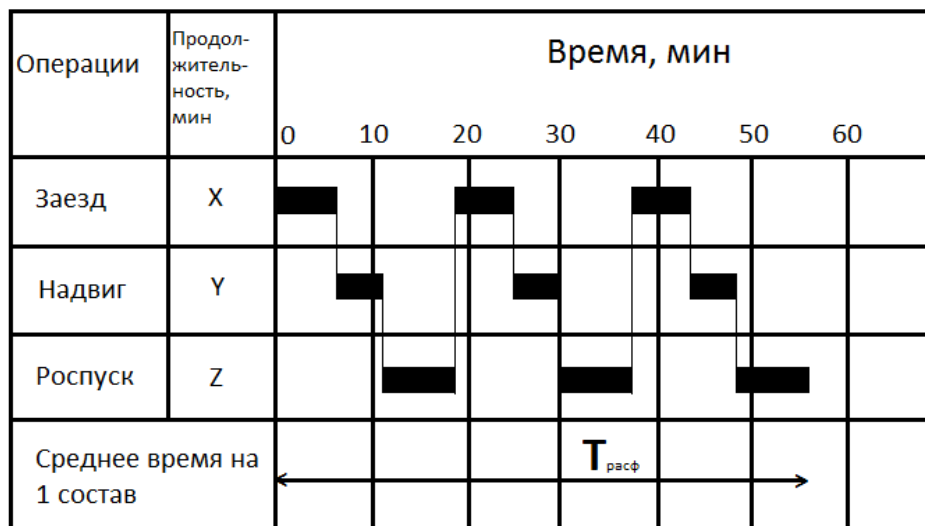 Операции
Продол-
житель-
ность,
мин
Время, мин
0 10 20 30 40 50 60
Заезд X
Надвиг Y
Роспуск Z
Среднее время на
1 состав
Tрасф